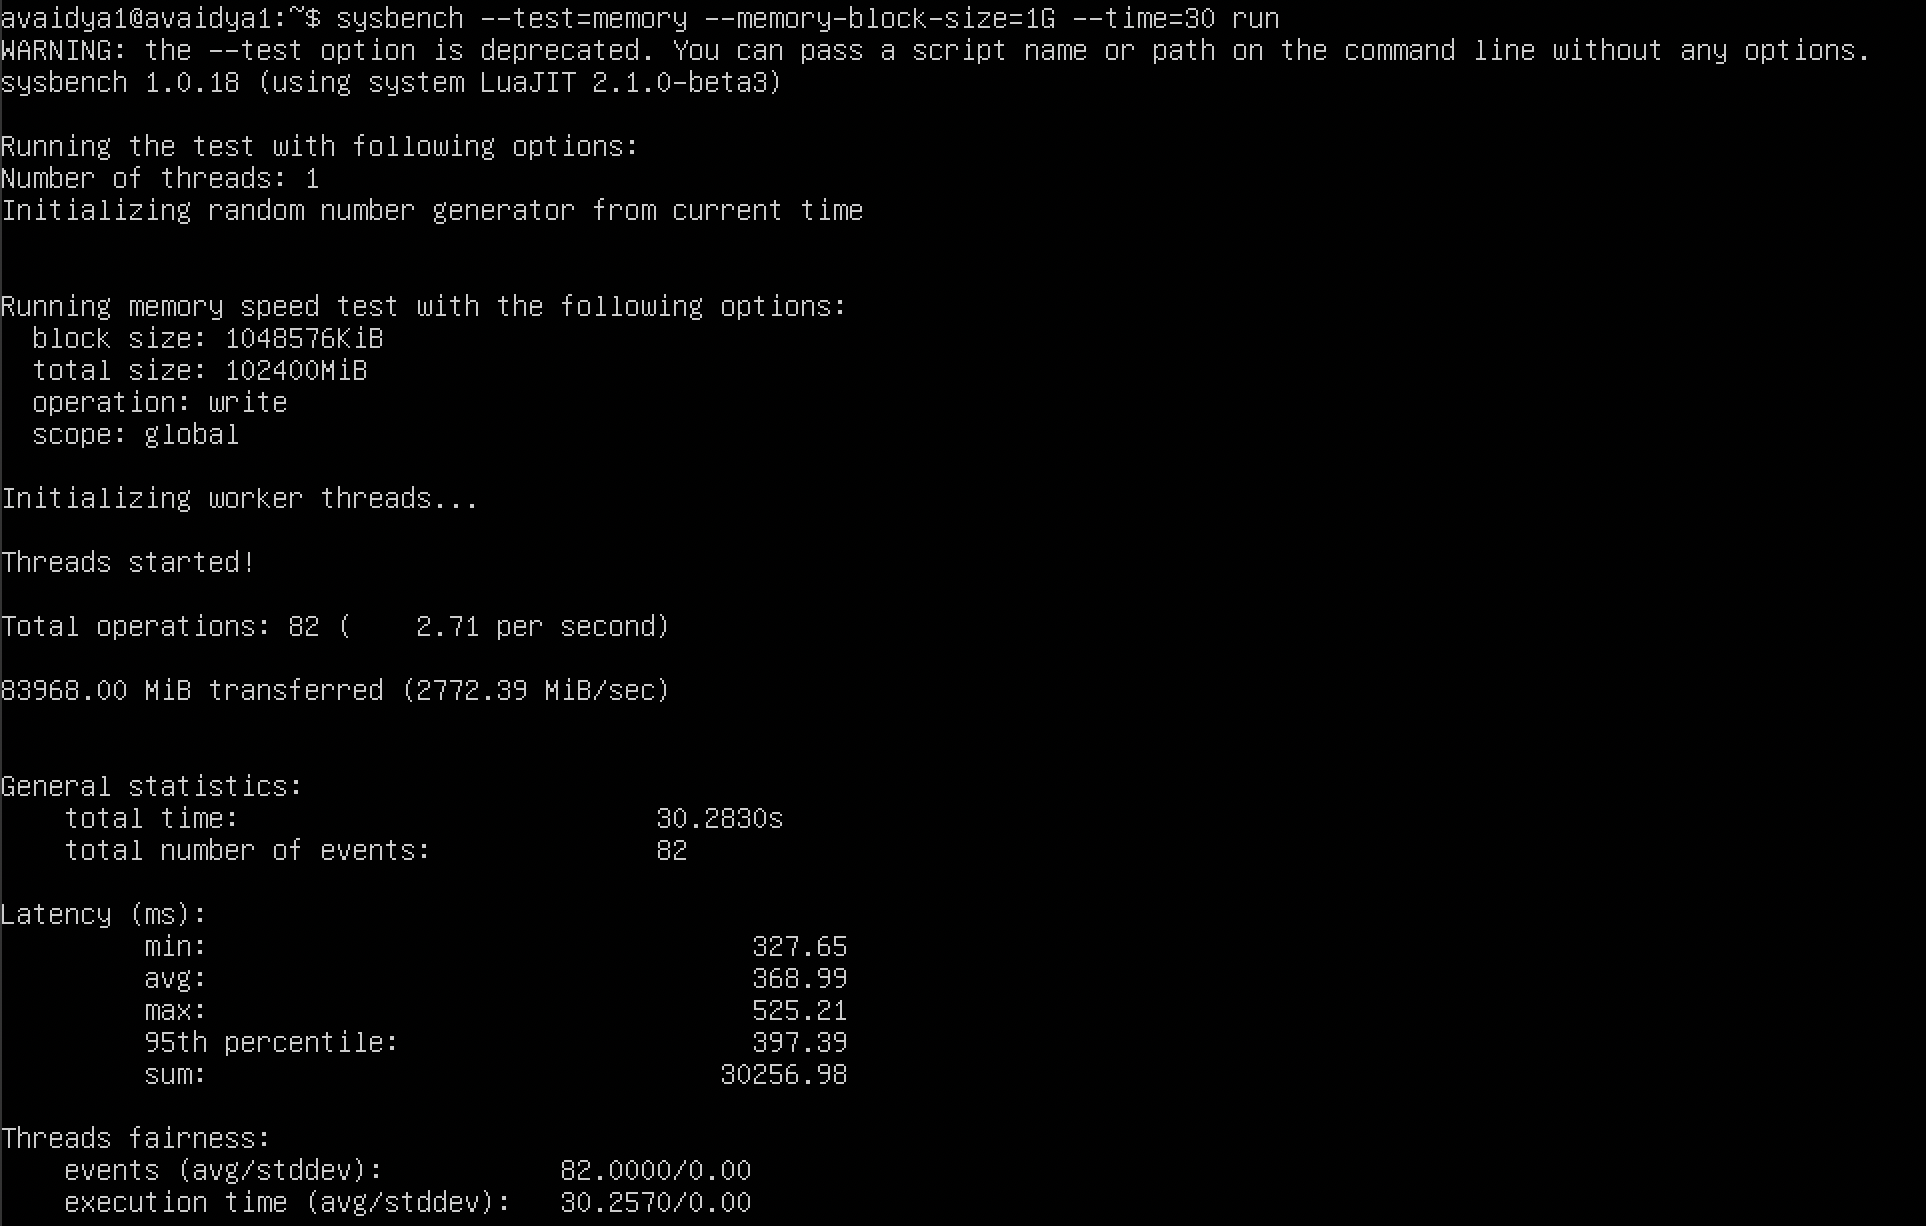 avaidya1@avaidya1:~$ sysbench --test=memory --memory-block-size=1G --time=30 run
WARNING: the --test option is deprecated. You can pass a script name or path on the command line without any options.
sysbench 1.0.18 (using system LuaJIT 2.1.0-beta3)
Running the test with following options:
Number of threads: 1
Initializing random number generator from current time
Running memory speed test with the following options:
block size: 1048576KiB
total size: 102400MiB
operation: write
scope: global
Initializing worker threads...
Threads started!
Total operations: 82 (    2.71 per second)
83968.00 MiB transferred (2772.39 MiB/sec)
General statistics:
total time: 30.2830s
total number of events: 82
Latency (ms):
min: 327.65
avg: 368.99
max: 525.21
95th percentile: 397.39
sum: 30256.98
Threads fairness:
events (avg/stddev): 82.0000/0.00
execution time (avg/stddev): 30.2570/0.00